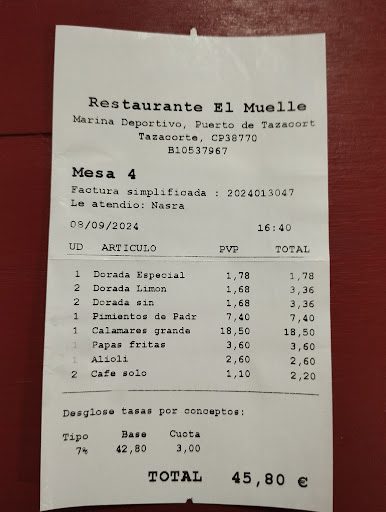 Restaurante El Muelle
Marina Deportivo, Puerto de Tazacort
Tazacorte, CP38770
B10537967
Mesa 4
Factura simplificada : 2024013047
Le atendio: Nasra
08/09/2024 16:40
UD ARTICULO PVP TOTAL
1 Dorada Especial 1,78 1,78
2 Dorada Limon 1,68 3,36
2 Dorada sin 1,68 3,36
1 Pimientos de Padr 7,40 7,40
1 Calamares grande 18,50 18,50
1 Papas fritas 3,60 3,60
1 Alioli 2,60 2,60
2 Cafe solo 1,10 2,20
Desglose tasas por conceptos:
Tipo Base Cuota
7% 42,80 3,00
TOTAL 45,80 €